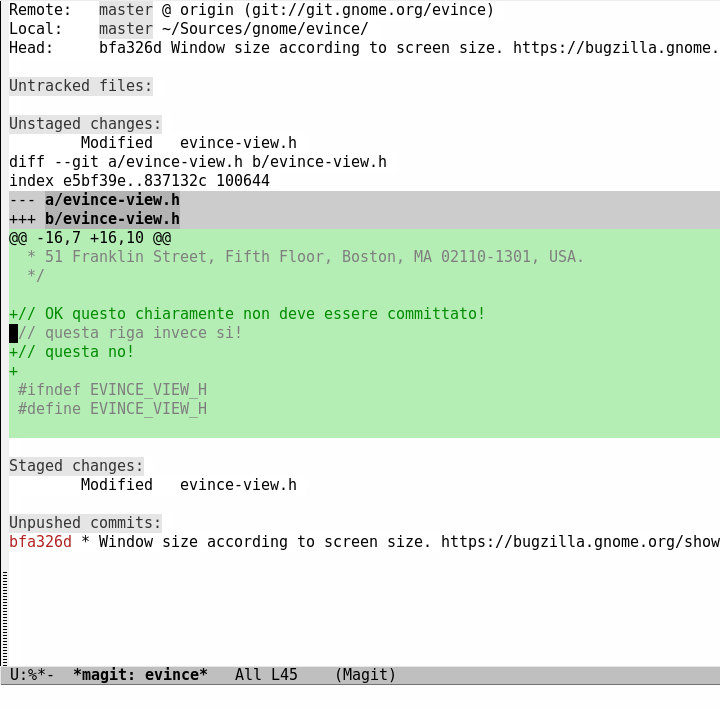 Remote:   master @ origin (git://git.gnome.org/evince)
Local:    master ~/Sources/gnome/evince/
Head:     bfa326d Window size according to screen size. https://bugzilla.gnome.
Untracked files:
Unstaged changes:
        Modified   evince-view.h
diff --git a/evince-view.h b/evince-view.h
index e5bf39e..837132c 100644
--- a/evince-view.h
+++ b/evince-view.h
@@ -16,7 +16,10 @@
  * 51 Franklin Street, Fifth Floor, Boston, MA 02110-1301, USA.
  */
+// OK questo chiaramente non deve essere committato!
 // questa riga invece si!
+// questa no!
+
 #ifndef EVINCE_VIEW_H
 #define EVINCE_VIEW_H
Staged changes:
        Modified   evince-view.h
Unpushed commits:
bfa326d * Window size according to screen size. https://bugzilla.gnome.org/show
U:%*-  *magit: evince*   All L45    (Magit)